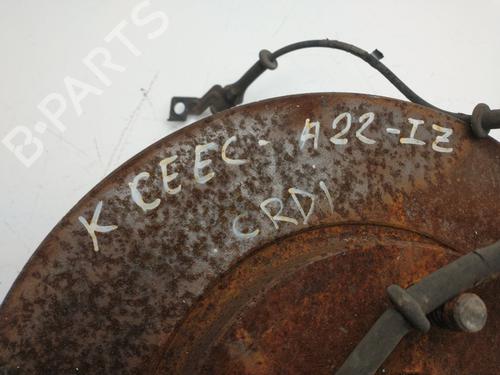 B-PARTS
K CEEC- A22-IZ
CRDI